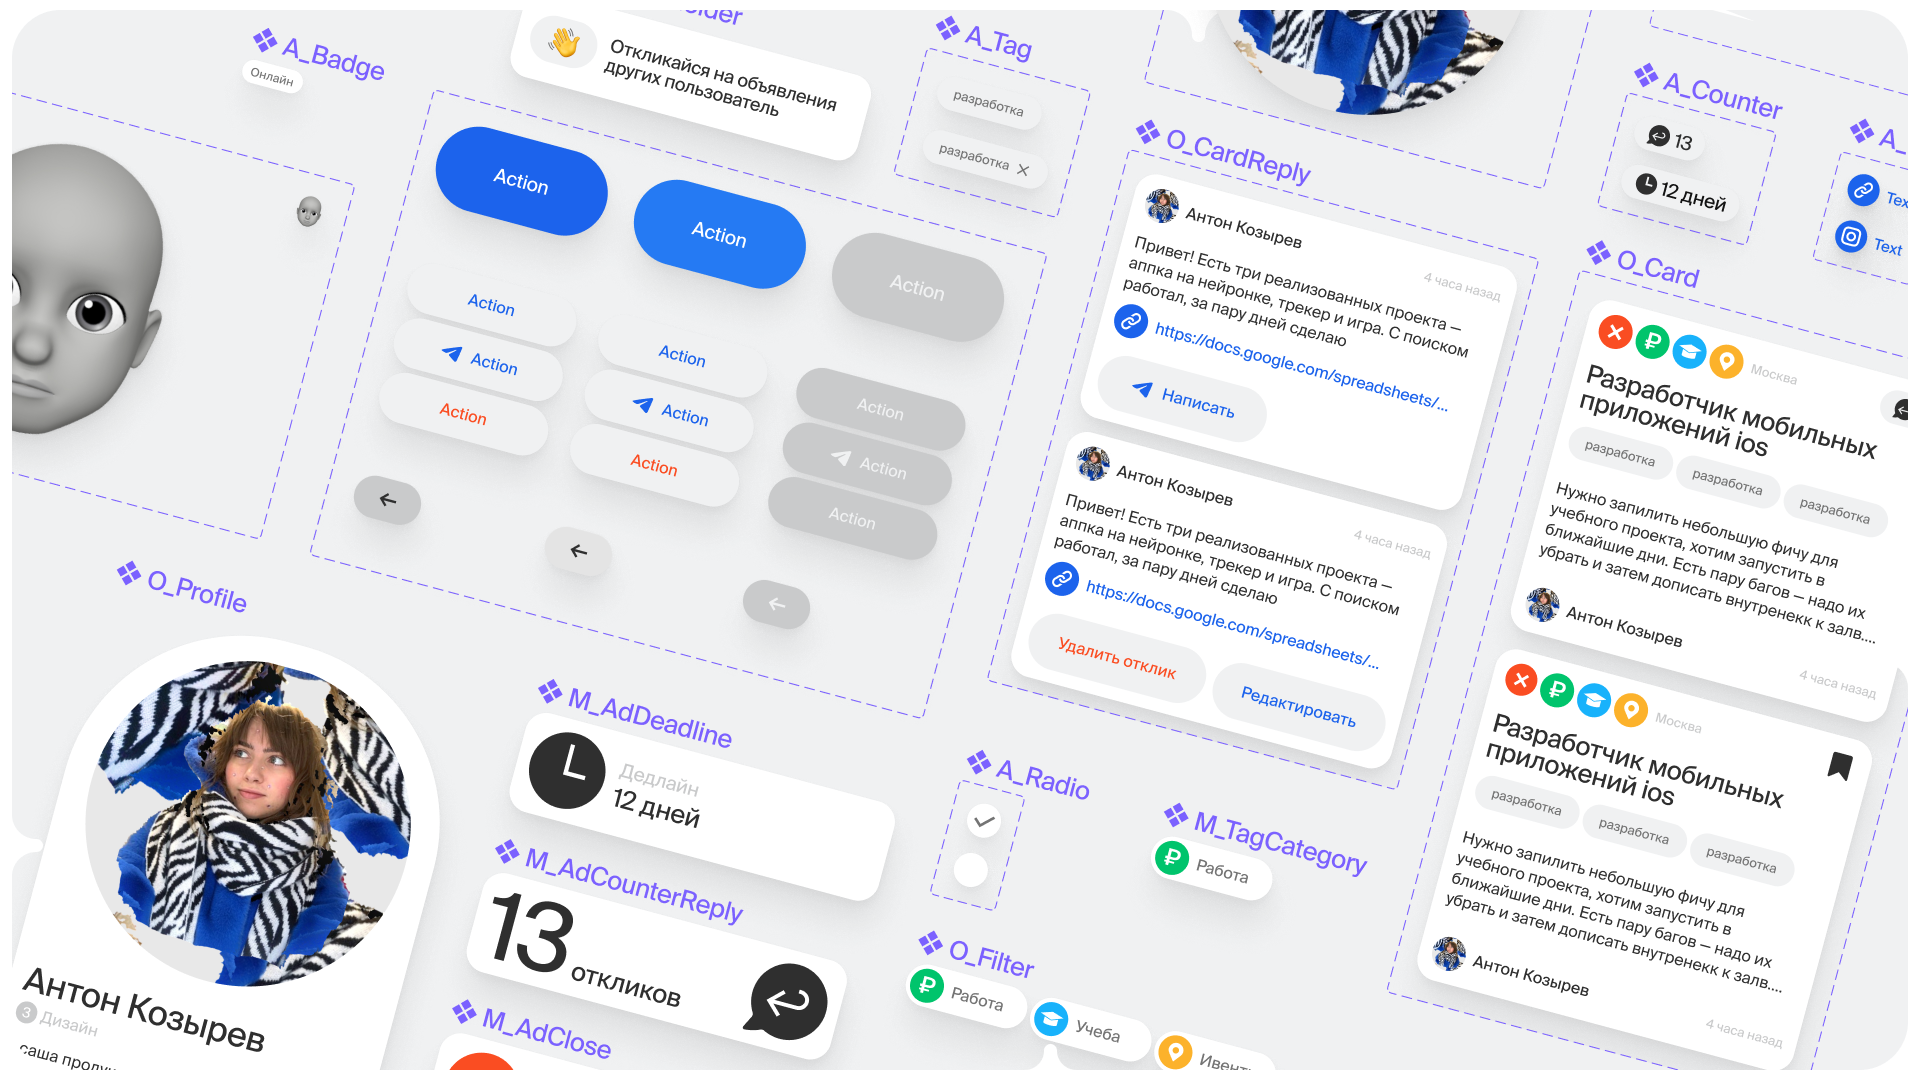 A_Badge
Онлайн
Откликайся на объявления
других пользователь
A_Tag
разработка
разработка
Action
Action
Action
Action
Action
Action
Action
Action
Action
Action
Action
Action
O_CardReply
Антон Козырев
4 часа назад
Привет! Есть три реализованных проекта —
аппка на нейронке, трекер и игра. С поиском
работал, за пару дней сделаю
https://docs.google.com/spreadsheets/...
Написать
Антон Козырев
4 часа назад
Привет! Есть три реализованных проекта —
аппка на нейронке, трекер и игра. С поиском
работал, за пару дней сделаю
https://docs.google.com/spreadsheets/...
Удалить отклик
Редактировать
A_Counter
13
12 дней
A_
Text
O_Card
Москва
Разработчик мобильных
приложений ios
разработка
разработка
разработка
Нужно запилить небольшую фичу для
учебного проекта, хотим запустить в
ближайшие дни. Есть пару багов — надо их
убрать и затем дописать внутренекк к залв....
Антон Козырев
4 часа назад
Москва
Разработчик мобильных
приложений ios
разработка
разработка
разработка
Нужно запилить небольшую фичу для
учебного проекта, хотим запустить в
ближайшие дни. Есть пару багов — надо их
убрать и затем дописать внутренекк к залв....
Антон Козырев
4 часа назад
O_Profile
Антон Козырев
3 Дизайн
саша
M_AdDeadline
Дедлайн
12 дней
M_AdCounterReply
13 откликов
M_AdClose
A_Radio
M_TagCategory
₽ Работа
O_Filter
₽ Работа
Учеба